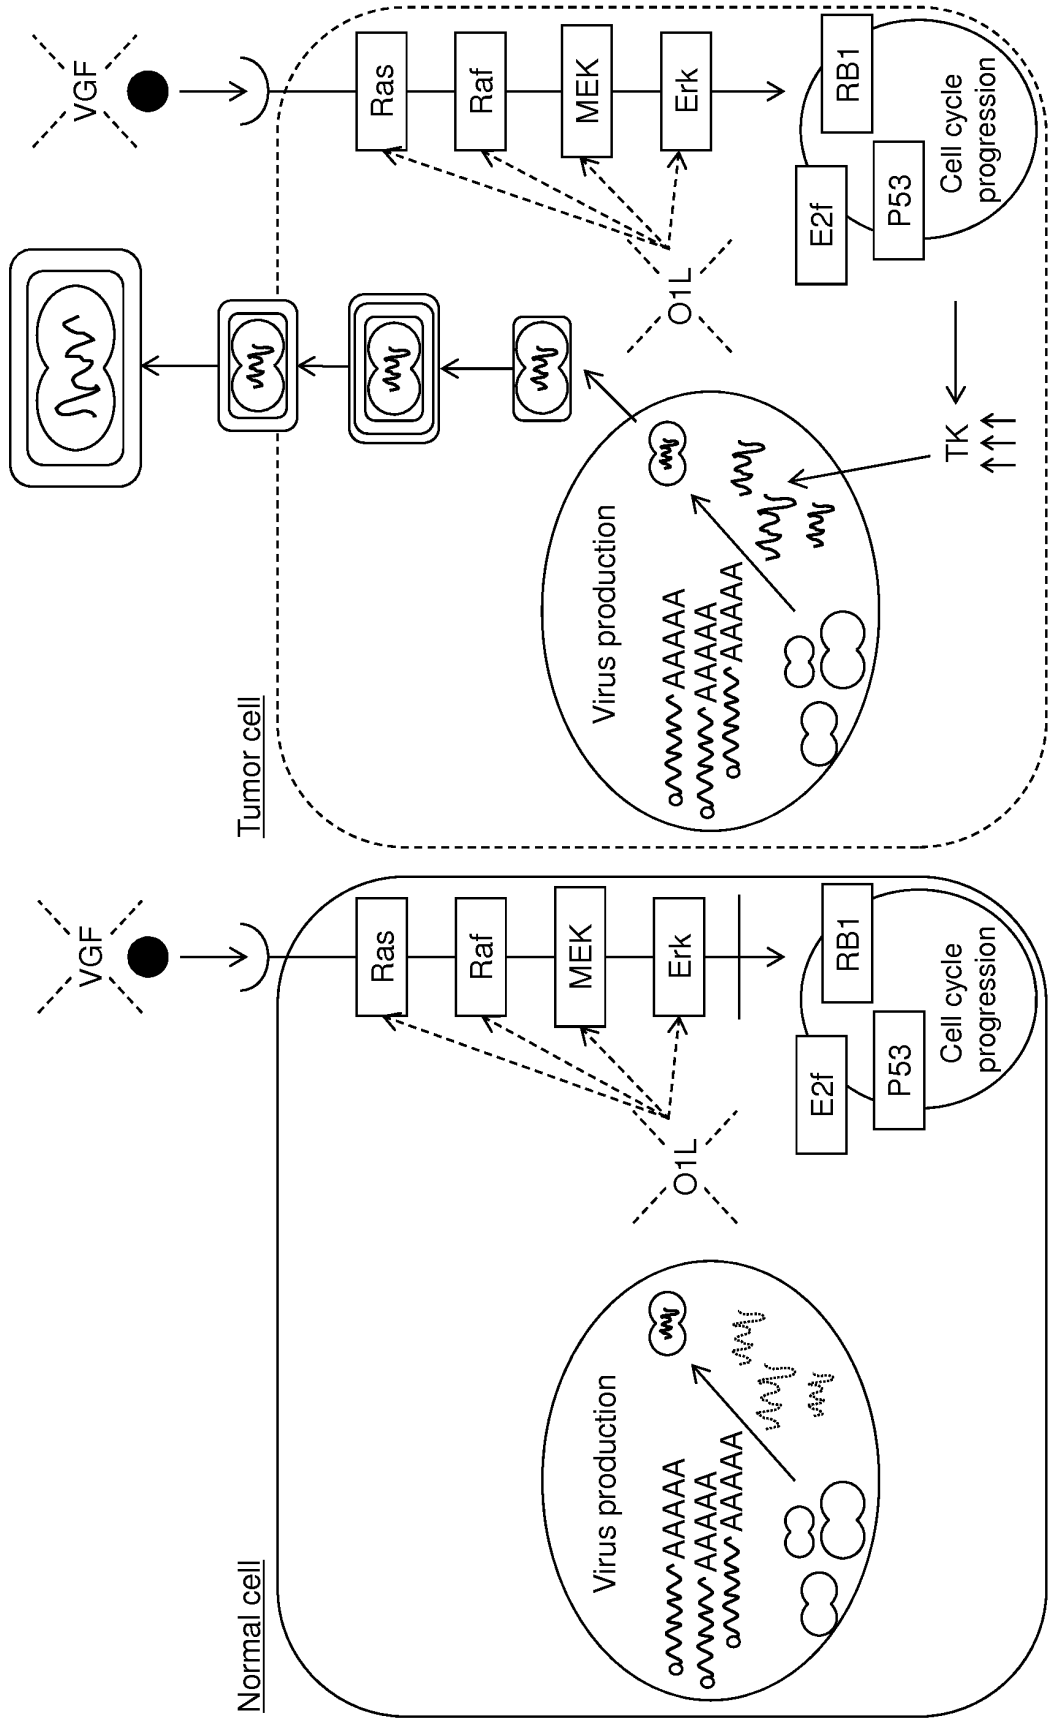 Normal cell
VGF
Ras
Raf
MEK
Erk
O1L
Virus production
AAAAA
AAAAA
AAAAA
E2f
RB1
P53
Cell cycle
progression
Tumor cell
VGF
Ras
Raf
MEK
Erk
O1L
Virus production
AAAAA
AAAAA
AAAAA
E2f
RB1
P53
Cell cycle
progression
TK